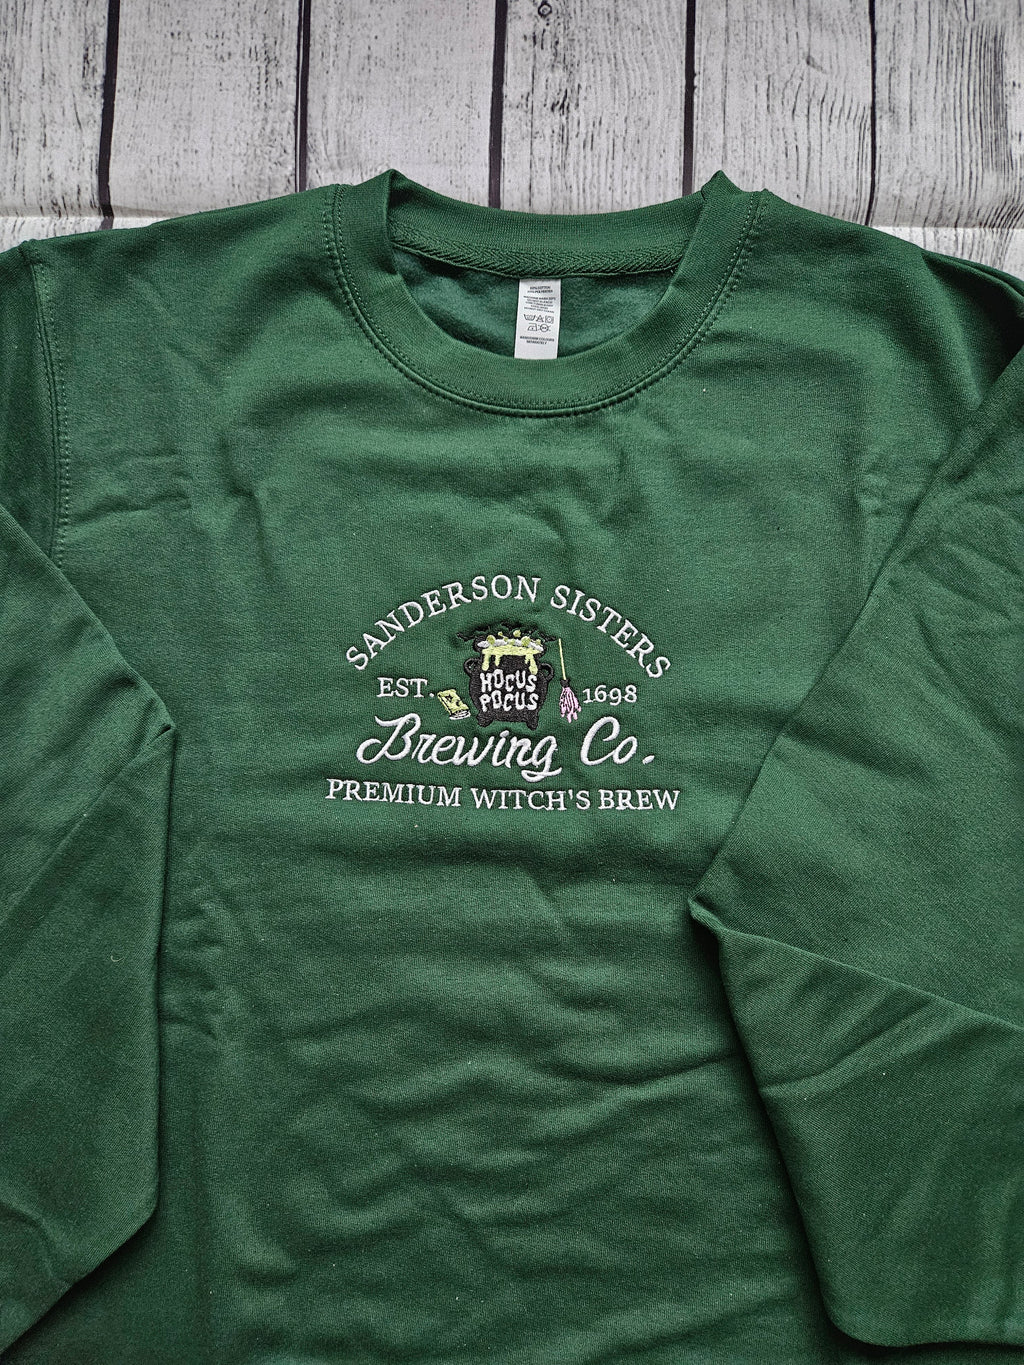 SANDERSON SISTERS
EST.
HOCUS
POCUS
1698
Brewing Co.
PREMIUM WITCH'S BREW